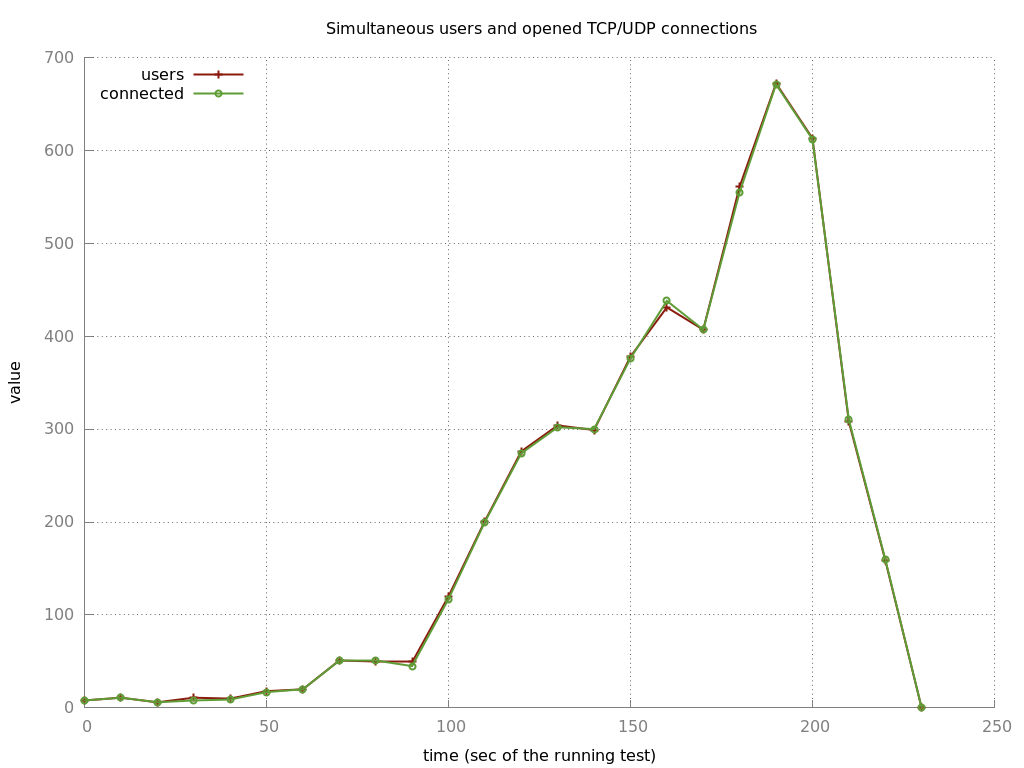 Simultaneous users and opened TCP/UDP connections
700
600
500
400
300
200
100
0
users
connected
value
0 50 100 150 200 250
time (sec of the running test)